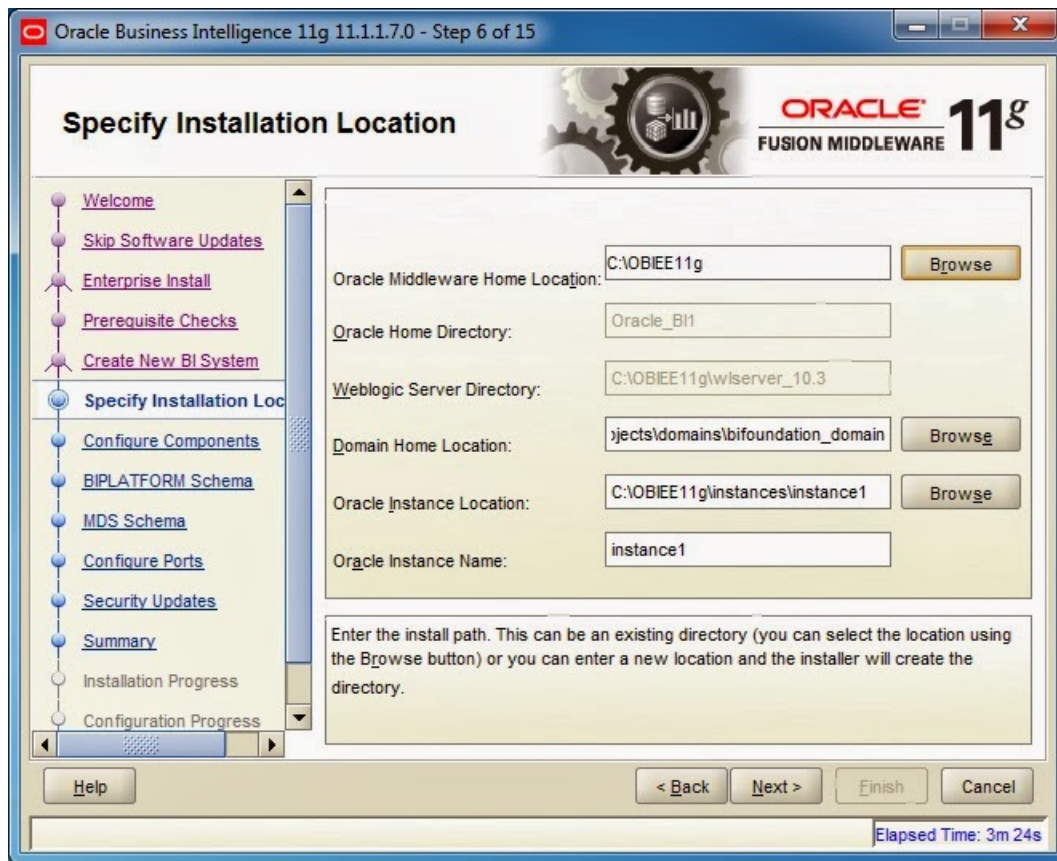 Oracle Business Intelligence 11g 11.1.1.7.0 - Step 6 of 15
Specify Installation Location
ORACLE
FUSION MIDDLEWARE
11g
Welcome
Skip Software Updates
Enterprise Install
Prerequisite Checks
Create New BI System
Specify Installation Loc
Configure Components
BIPLATFORM Schema
MDS Schema
Configure Ports
Security Updates
Summary
Installation Progress
Configuration Progress
Oracle Middleware Home Location:
C:\OBIEE11g
Browse
Oracle Home Directory:
Oracle_BI1
Weblogic Server Directory:
C:\OBIEE11g\wlserver_10.3
Domain Home Location:
ojects\domains\bifoundation_domain
Browse
Oracle Instance Location:
C:\OBIEE11g\instances\instance1
Browse
Oracle Instance Name:
instance1
Enter the install path. This can be an existing directory (you can select the location using
the Browse button) or you can enter a new location and the installer will create the
directory.
Help
< Back
Next >
Finish
Cancel
Elapsed Time: 3m 24s